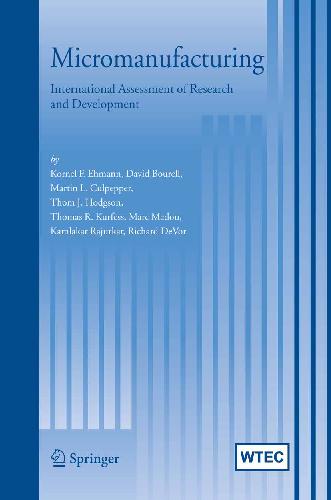 Micromanufacturing
International Assessment of Research
and Development
by
Kornel F. Ehmann, David Bourell,
Martin L. Culpepper,
Thom J. Hodgson,
Thomas R. Kurfess, Marc Madou,
Kamlakar Rajurkar, Richard DeVor
Springer
WTEC